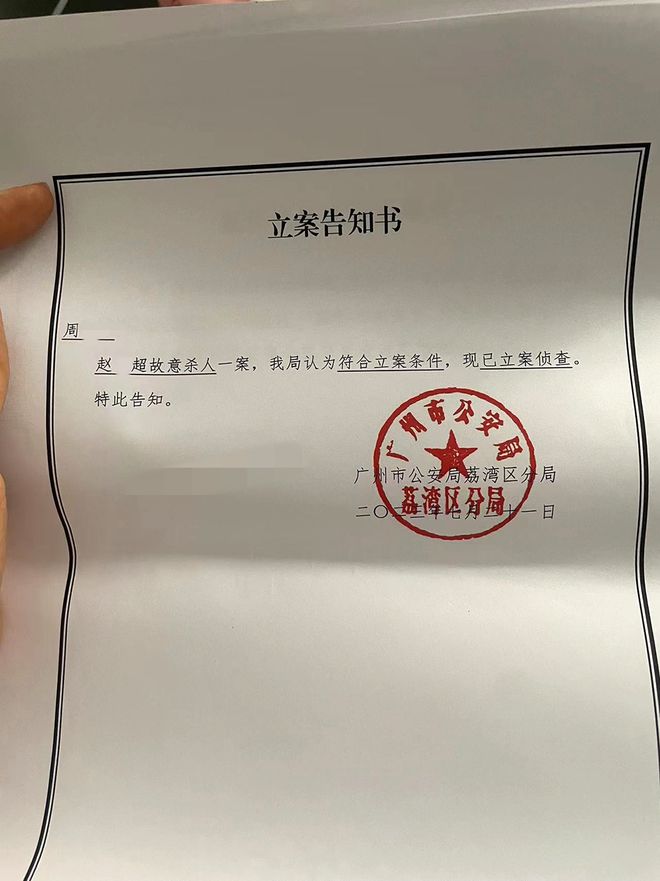 立案告知书
周
赵 超故意杀人一案，我局认为符合立案条件，现已立案侦查。
特此告知。
广州市公安局
荔湾区分局
广州市公安局荔湾区分局
二〇二三年七月二十一日